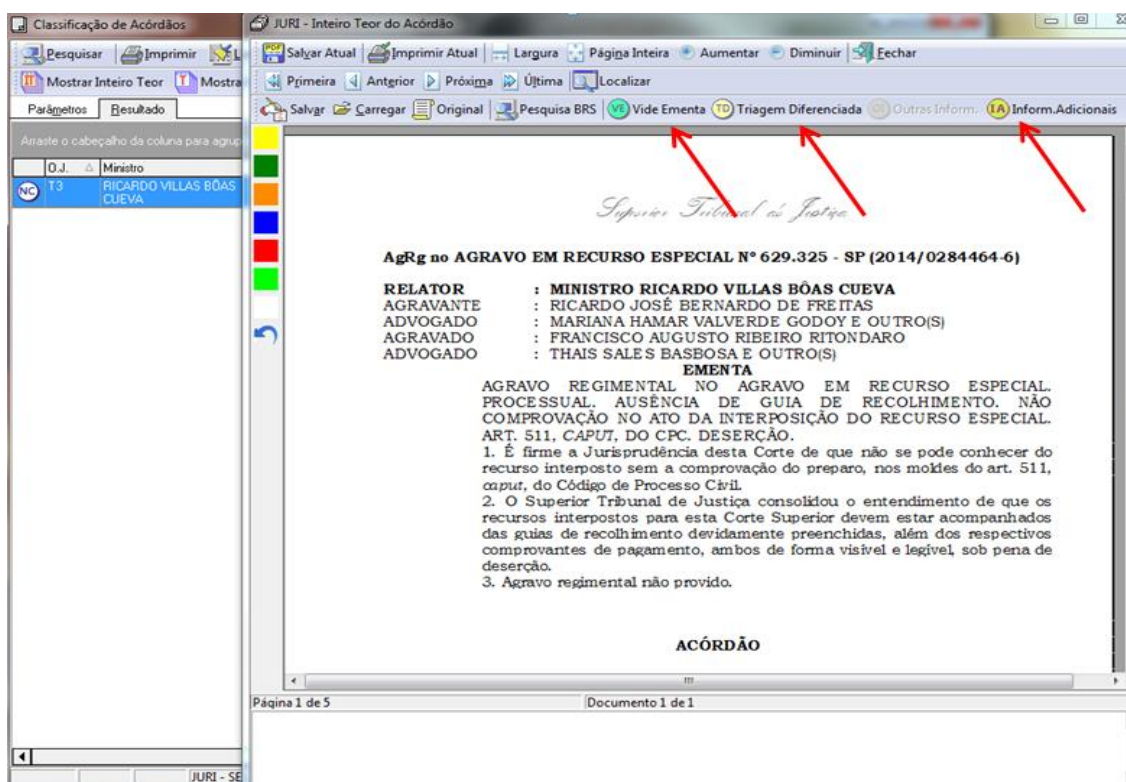 Classificação de Acórdãos
Pesquisar Imprimir L
Mostrar Inteiro Teor Mostra
Parâmetros Resultado
Arraste o cabeçalho da coluna para agrup
O.J. Ministro
NC T3 RICARDO VILLAS BÔAS
CUEVA
JURI - SE
JURI - Inteiro Teor do Acórdão
PDF Salvar Atual Imprimir Atual Largura Página Inteira Aumentar Diminuir Fechar
Primeira Anterior Próxima Última Localizar
Salvar Carregar Original Pesquisa BRS VE Vide Ementa TD Triagem Diferenciada Outras Inform. IA Inform.Adicionais
Superior Tribunal de Justiça
AgRg no AGRAVO EM RECURSO ESPECIAL Nº 629.325 - SP (2014/0284464-6)
RELATOR : MINISTRO RICARDO VILLAS BÔAS CUEVA
AGRAVANTE : RICARDO JOSÉ BERNARDO DE FREITAS
ADVOGADO : MARIANA HAMAR VALVERDE GODOY E OUTRO(S)
AGRAVADO : FRANCISCO AUGUSTO RIBEIRO RITONDARO
ADVOGADO : THAIS SALES BASBOSA E OUTRO(S)
EMENTA
AGRAVO REGIMENTAL NO AGRAVO EM RECURSO ESPECIAL.
PROCESSUAL. AUSÊNCIA DE GUIA DE RECOLHIMENTO. NÃO
COMPROVAÇÃO NO ATO DA INTERPOSIÇÃO DO RECURSO ESPECIAL.
ART. 511, CAPUT, DO CPC. DESERÇÃO.
1. É firme a Jurisprudência desta Corte de que não se pode conhecer do
recurso interposto sem a comprovação do preparo, nos moldes do art. 511,
caput, do Código de Processo Civil.
2. O Superior Tribunal de Justiça consolidou o entendimento de que os
recursos interpostos para esta Corte Superior devem estar acompanhados
das guias de recolhimento devidamente preenchidas, além dos respectivos
comprovantes de pagamento, ambos de forma visível e legível, sob pena de
deserção.
3. Agravo regimental não provido.
ACÓRDÃO
Página 1 de 5 Documento 1 de 1